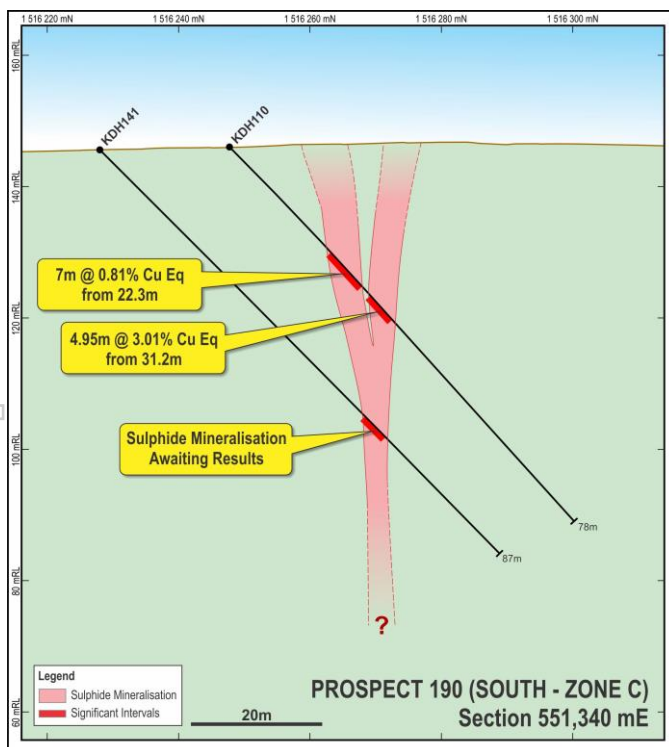 1 516 220 mN
1 516 240 mN
1 516 260 mN
1 516 280 mN
1 516 300 mN
160 mRL
140 mRL
120 mRL
100 mRL
80 mRL
60 mRL
KDH141
KDH110
7m @ 0.81% Cu Eq
from 22.3m
4.95m @ 3.01% Cu Eq
from 31.2m
Sulphide Mineralisation
Awaiting Results
78m
87m
?
Legend
Sulphide Mineralisation
Significant Intervals
20m
PROSPECT 190 (SOUTH - ZONE C)
Section 551,340 mE